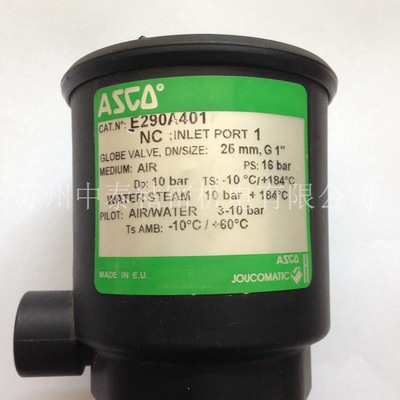 ASCO
CAT.Nº: E290A401
NC ;INLET PORT 1
GLOBE VALVE, DN/SIZE: 25 mm, G 1"
MEDIUM: AIR PS: 16 bar
Dp: 10 bar TS: -10 °C/+184°C
WATER STEAM 10 bar + 184°C
PILOT: AIR/WATER 3-10 bar
Ts AMB: -10°C / +60°C
MADE IN E.U.
ASCO
JOUCOMATIC